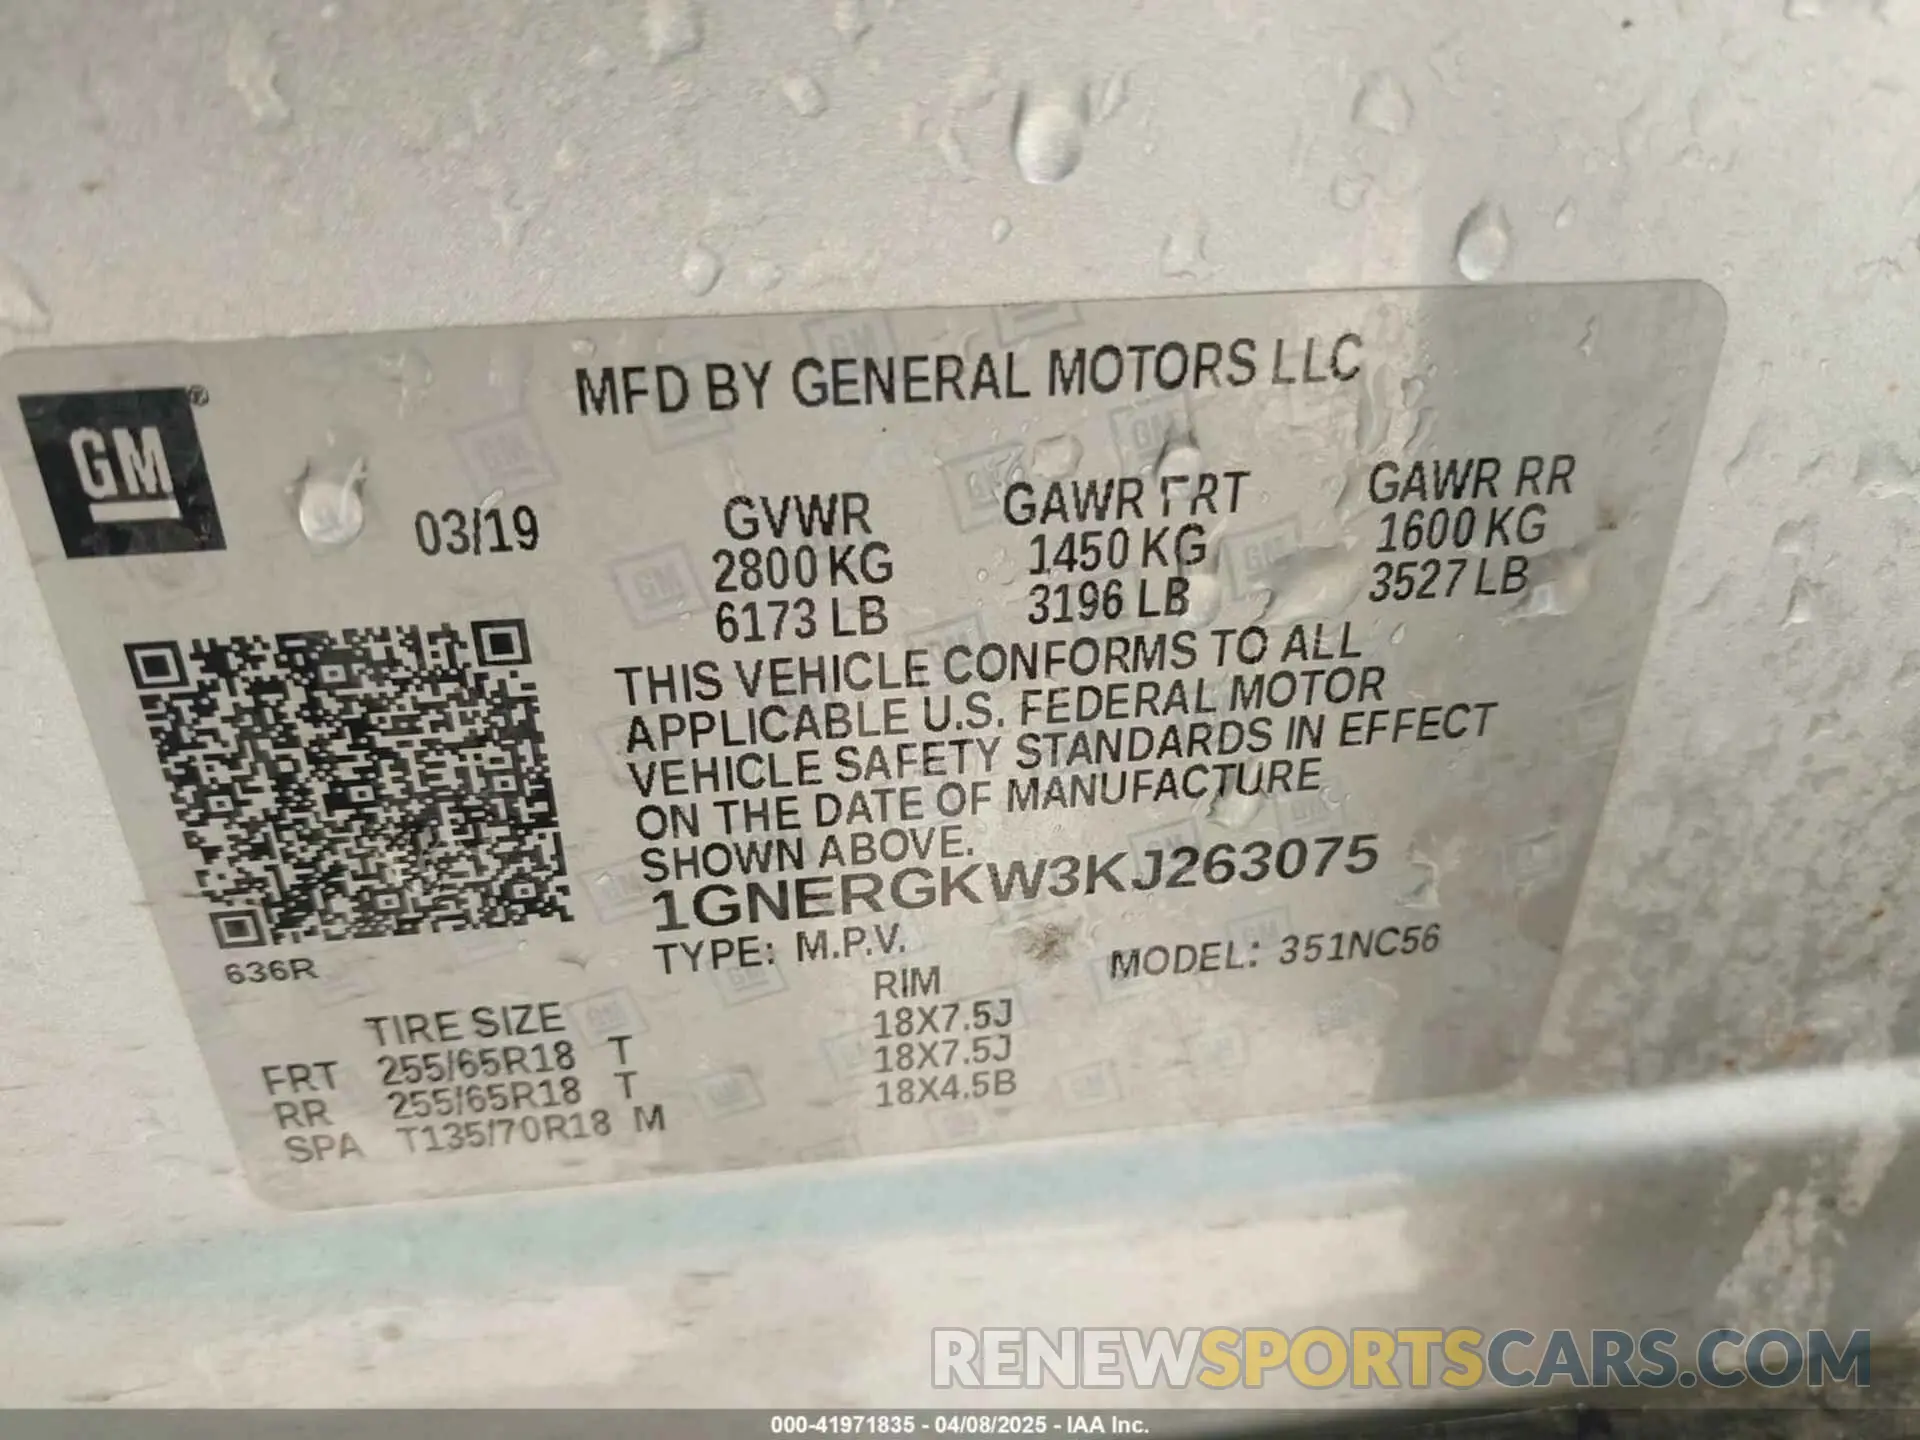 MFD BY GENERAL MOTORS LLC
GM ®
03/19
GVWR
2800 KG
6173 LB
GAWR FRT
1450 KG
3196 LB
GAWR RR
1600 KG
3527 LB
THIS VEHICLE CONFORMS TO ALL
APPLICABLE U.S. FEDERAL MOTOR
VEHICLE SAFETY STANDARDS IN EFFECT
ON THE DATE OF MANUFACTURE
SHOWN ABOVE.
1GNERGKW3KJ263075
TYPE: M.P.V.
MODEL: 351NC56
636R
TIRE SIZE RIM
FRT 255/65R18 T 18X7.5J
RR 255/65R18 T 18X7.5J
SPA T135/70R18 M 18X4.5B
RENEWSPORTSCARS.COM
000-41971835 - 04/08/2025 - IAA Inc.